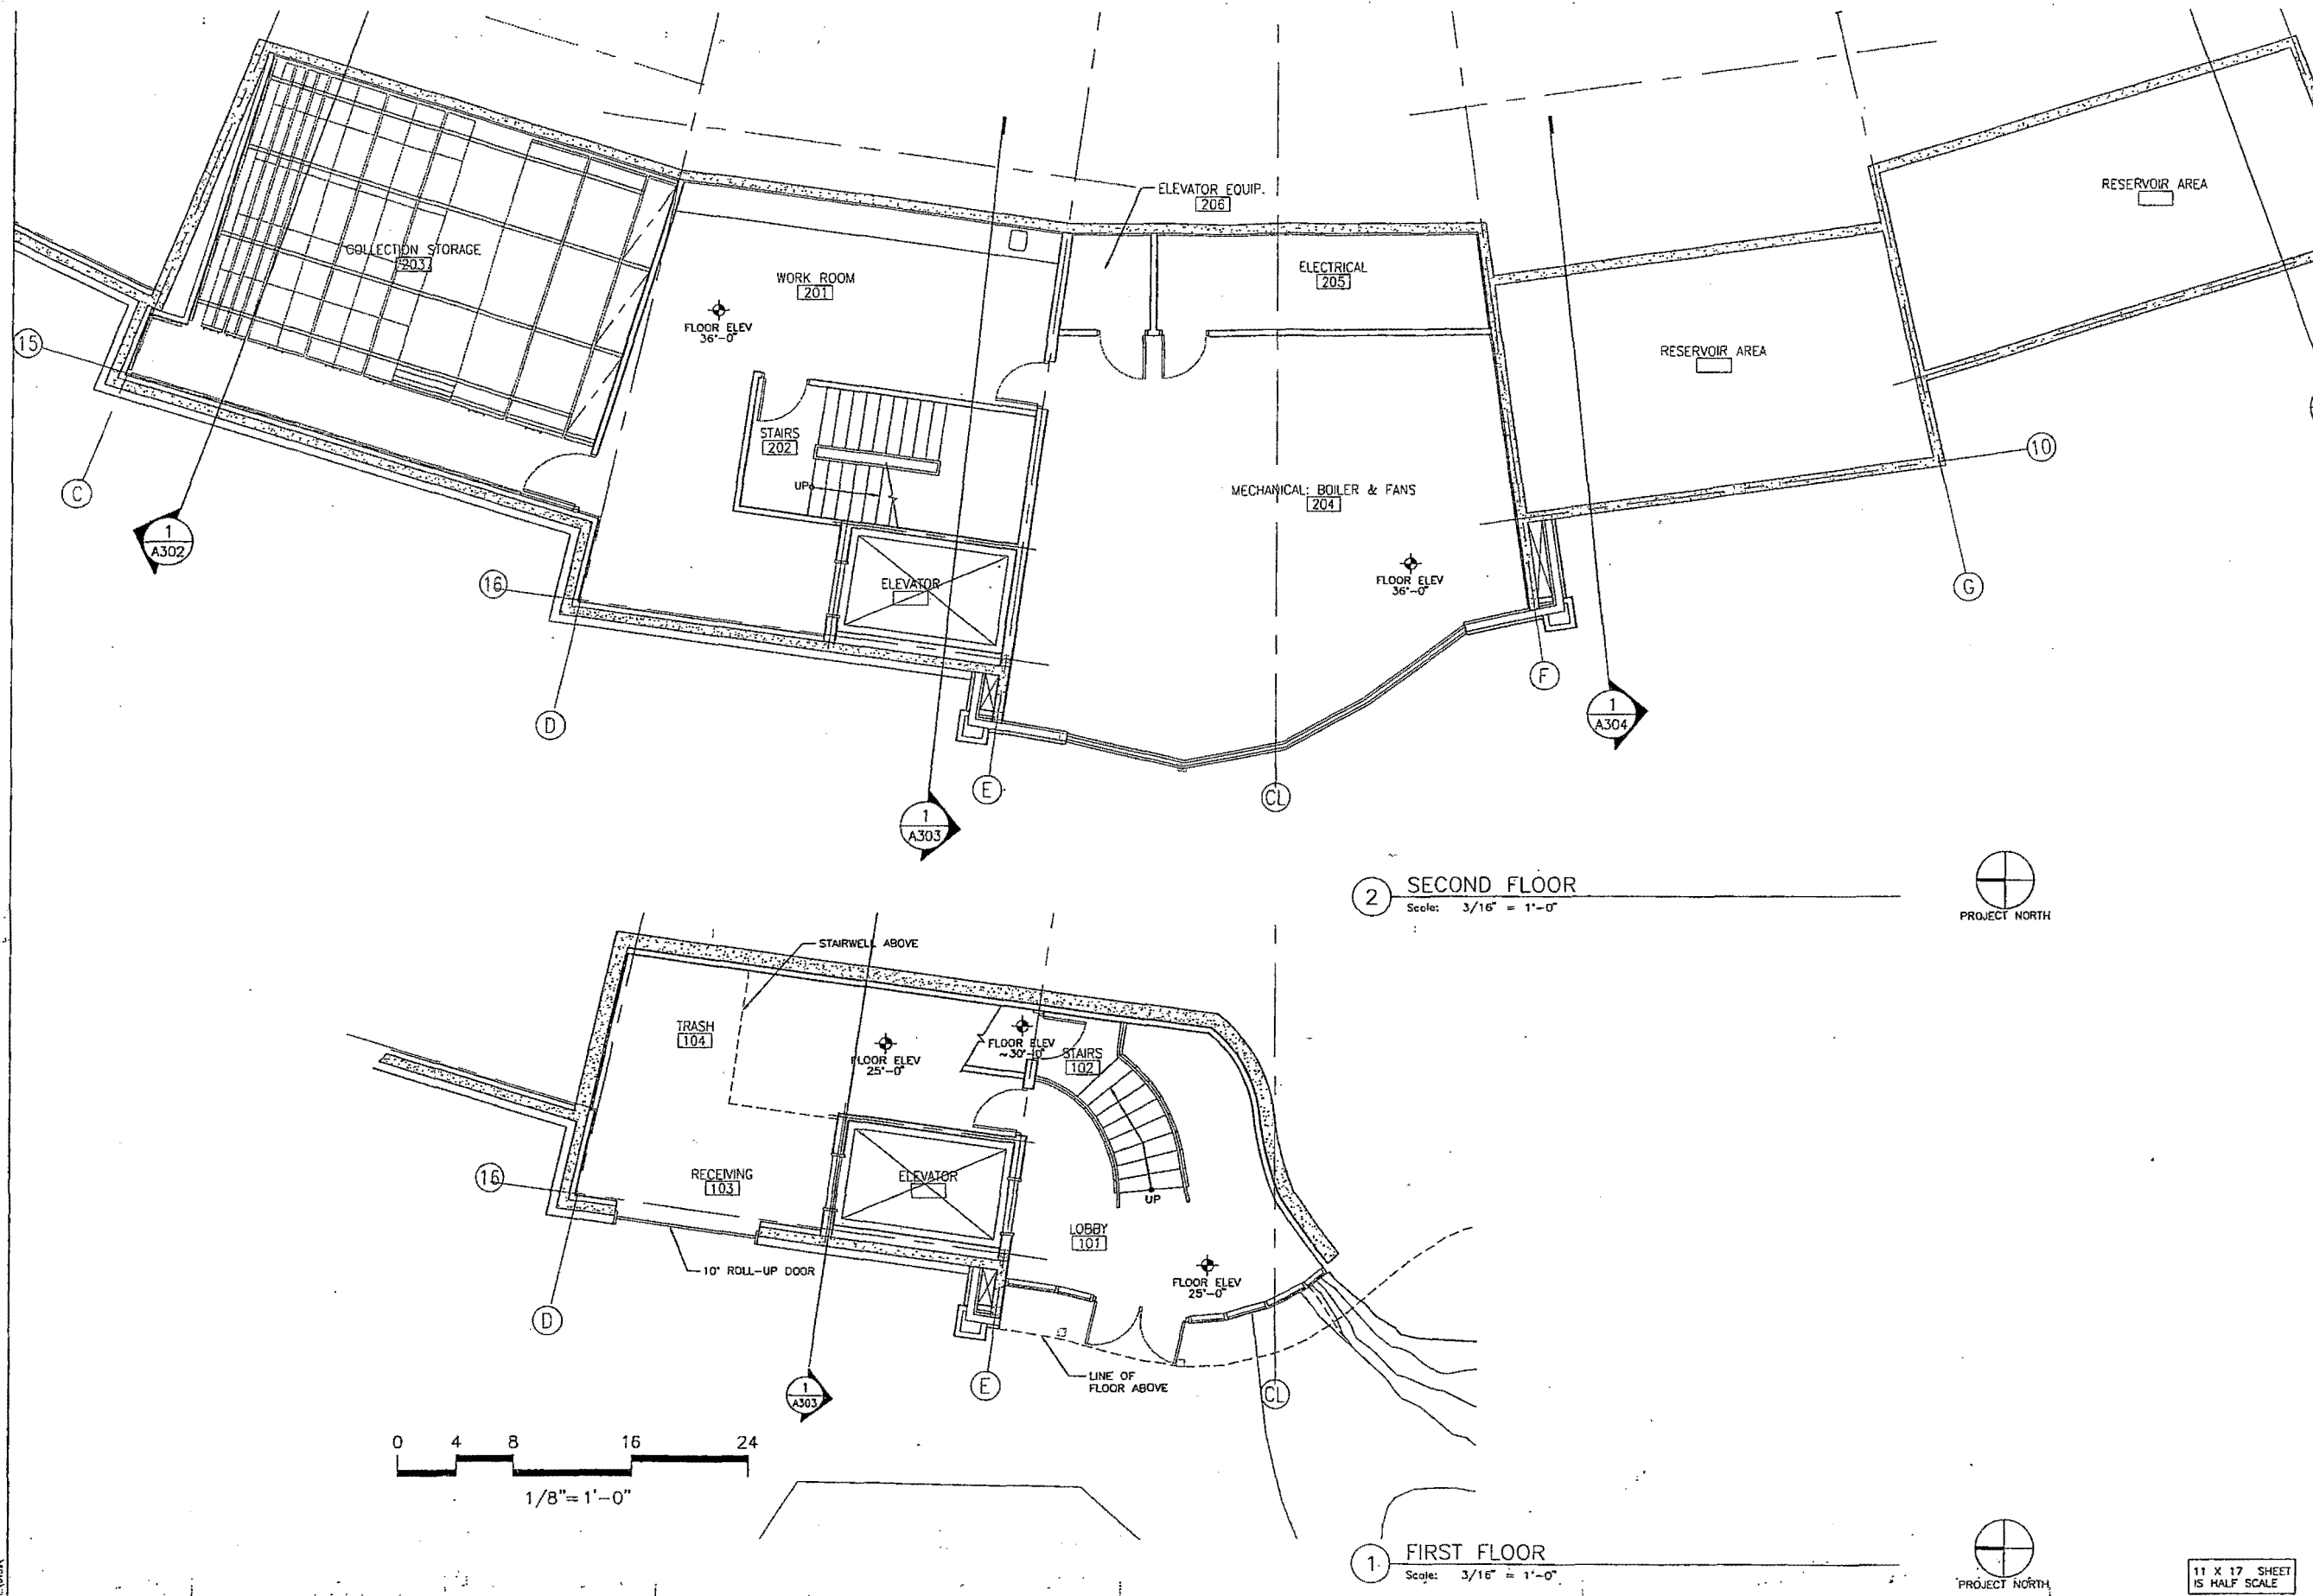 ELEVATOR EQUIP.
206
RESERVOIR AREA
COLLECTION STORAGE
203
WORK ROOM
201
ELECTRICAL
205
FLOOR ELEV
36'-0"
15
RESERVOIR AREA
STAIRS
202
10
UP
C
MECHANICAL: BOILER & FANS
204
1
A302
16
ELEVATOR
FLOOR ELEV
36'-0"
G
F
D
1
A304
E
CL
1
A303
2
SECOND FLOOR
Scale: 3/16" = 1'-0"
PROJECT NORTH
STAIRWELL ABOVE
TRASH
104
FLOOR ELEV
25'-0"
FLOOR ELEV
~30'-0"
STAIRS
102
16
RECEIVING
103
ELEVATOR
UP
LOBBY
101
10' ROLL-UP DOOR
FLOOR ELEV
25'-0"
D
E
LINE OF
FLOOR ABOVE
CL
1
A303
0 4 8 16 24
1/8"=1'-0"
1
FIRST FLOOR
Scale: 3/16" = 1'-0"
PROJECT NORTH
11 X 17 SHEET
IS HALF SCALE